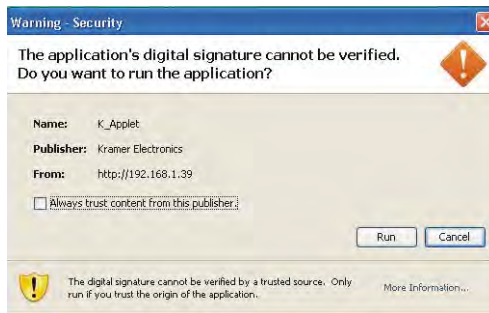 Warning - Security
The application's digital signature cannot be verified.
Do you want to run the application?
Name: K_Applet
Publisher: Kramer Electronics
From: http://192.168.1.39
Always trust content from this publisher.
Run Cancel
The digital signature cannot be verified by a trusted source. Only
run if you trust the origin of the application.
More Information...